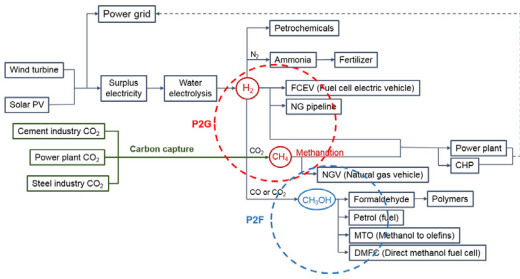 Power grid
Petrochemicals
N₂
Ammonia
Fertilizer
Wind turbine
Surplus
electricity
Water
electrolysis
H₂
FCEV (Fuel cell electric vehicle)
Solar PV
NG pipeline
P2G
Cement industry CO₂
Carbon capture
Power plant CO₂
CO₂
CH₄
Methanation
Power plant
CHP
NGV (Natural gas vehicle)
Steel industry CO₂
CO or CO₂
CH₃OH
Formaldehyde
Polymers
P2F
Petrol (fuel)
MTO (Methanol to olefins)
DMFC (Direct methanol fuel cell)